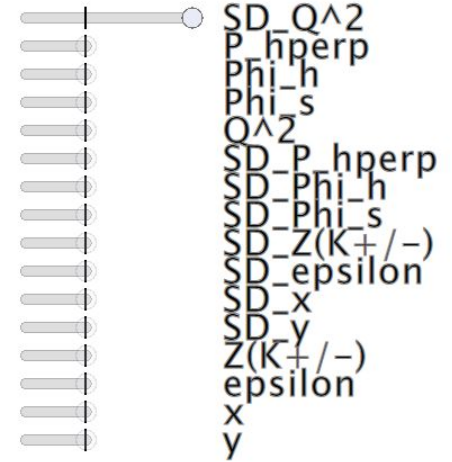 SD_Q^2
P_hperp
Phi_h
Phi_s
Q^2
SD_P_hperp
SD_Phi_h
SD_Phi_s
SD_Z(K+/-)
SD_epsilon
SD_x
SD_y
Z(K+/-)
epsilon
x
y